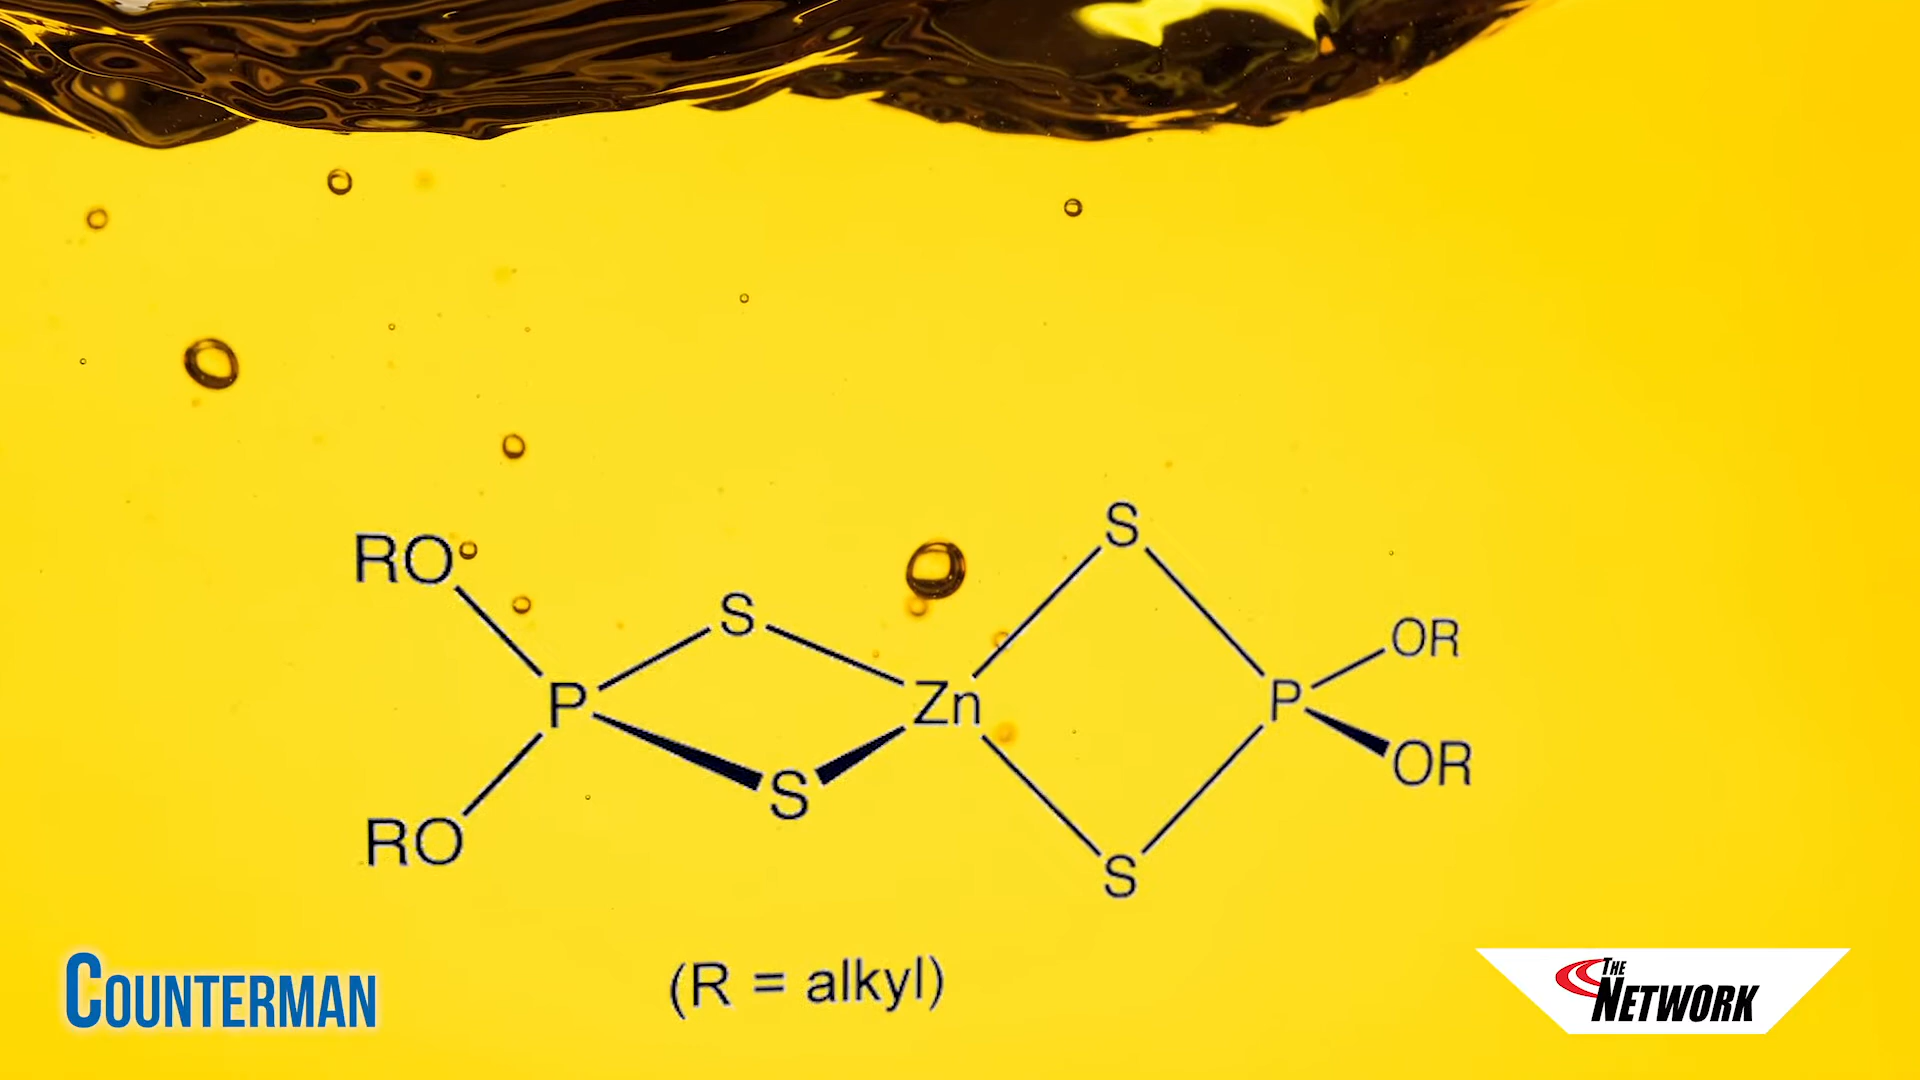 S
RO
S
OR
P
Zn
P
OR
S
RO
S
(R = alkyl)
COUNTERMAN
THE
NETWORK